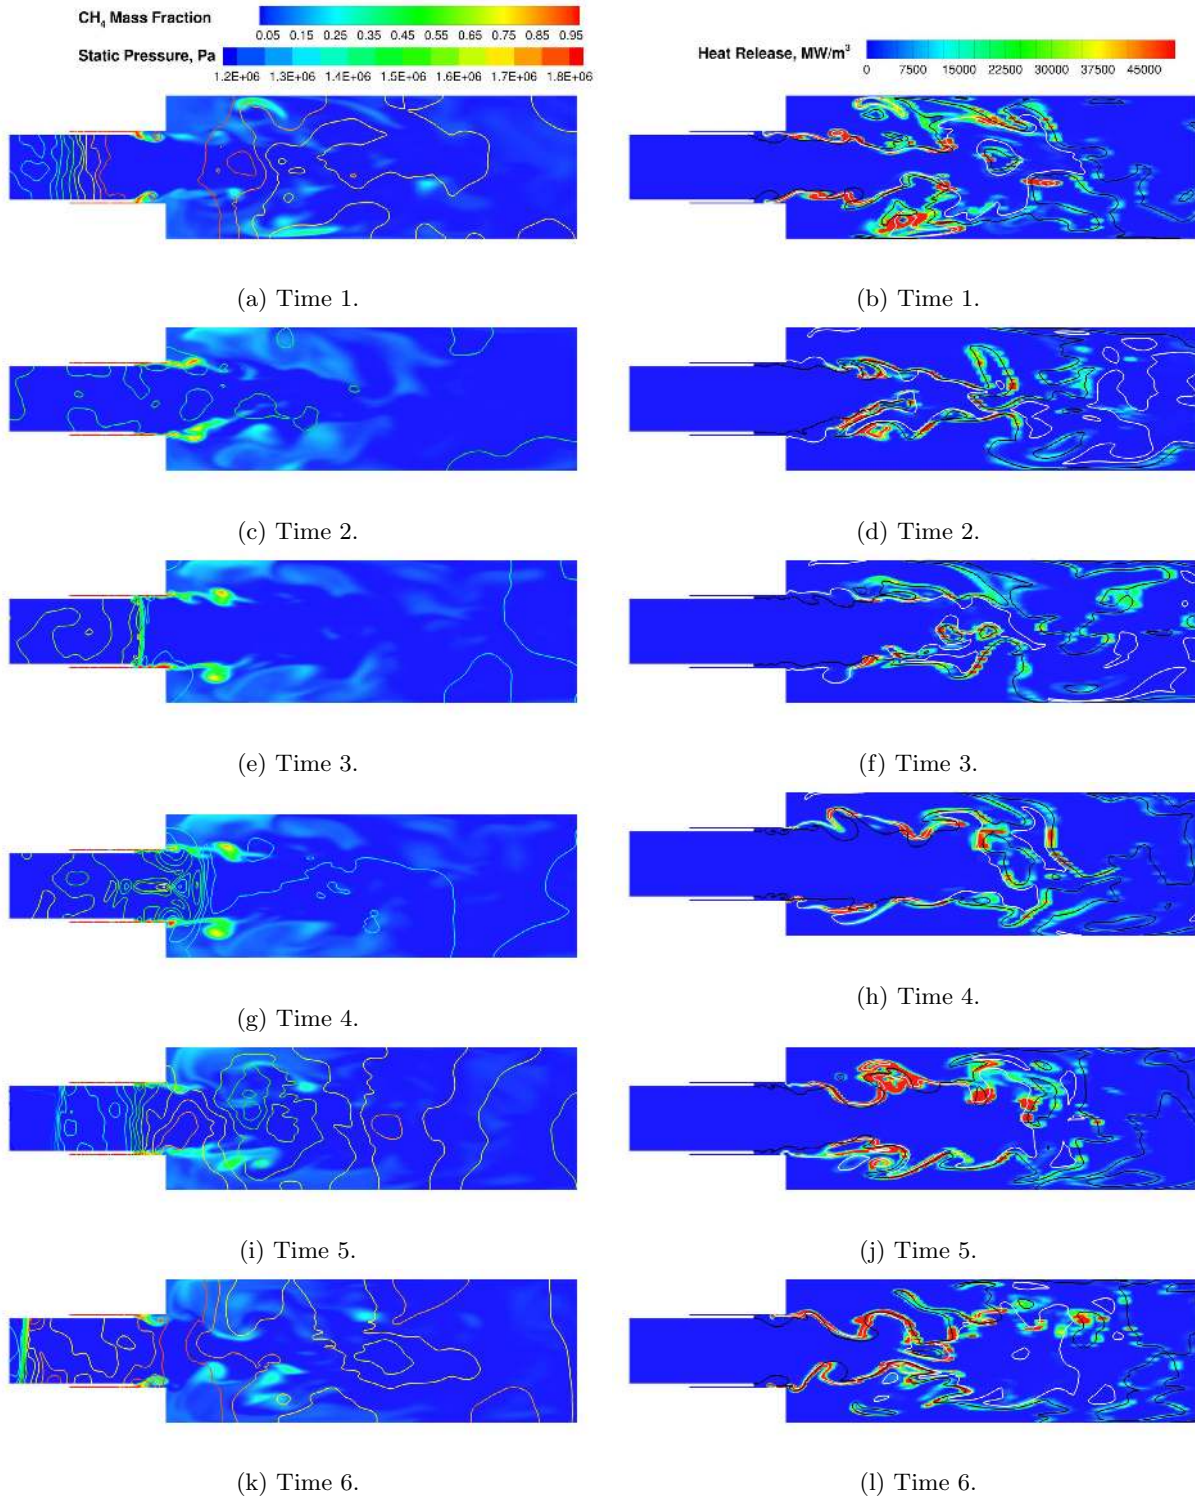 CH₄ Mass Fraction
0.05 0.15 0.25 0.35 0.45 0.55 0.65 0.75 0.85 0.95
Static Pressure, Pa
1.2E+06 1.3E+06 1.4E+06 1.5E+06 1.6E+06 1.7E+06 1.8E+06
Heat Release, MW/m³
0 7500 15000 22500 30000 37500 45000
(a) Time 1.
(b) Time 1.
(c) Time 2.
(d) Time 2.
(e) Time 3.
(f) Time 3.
(g) Time 4.
(h) Time 4.
(i) Time 5.
(j) Time 5.
(k) Time 6.
(l) Time 6.